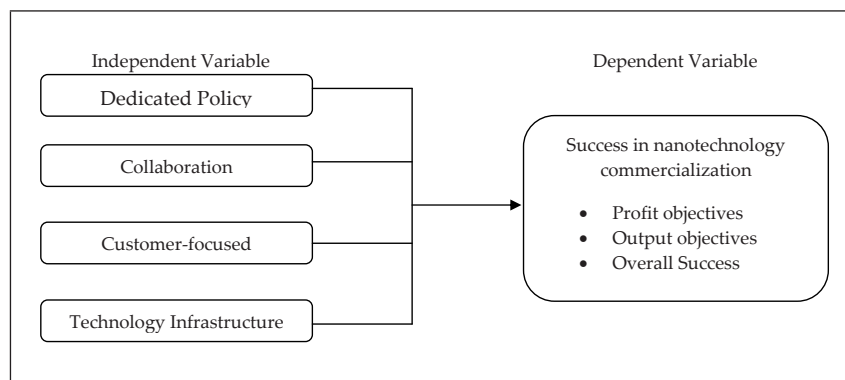 Independent Variable
Dedicated Policy
Collaboration
Customer-focused
Technology Infrastructure
Dependent Variable
Success in nanotechnology
commercialization
• Profit objectives
• Output objectives
• Overall Success